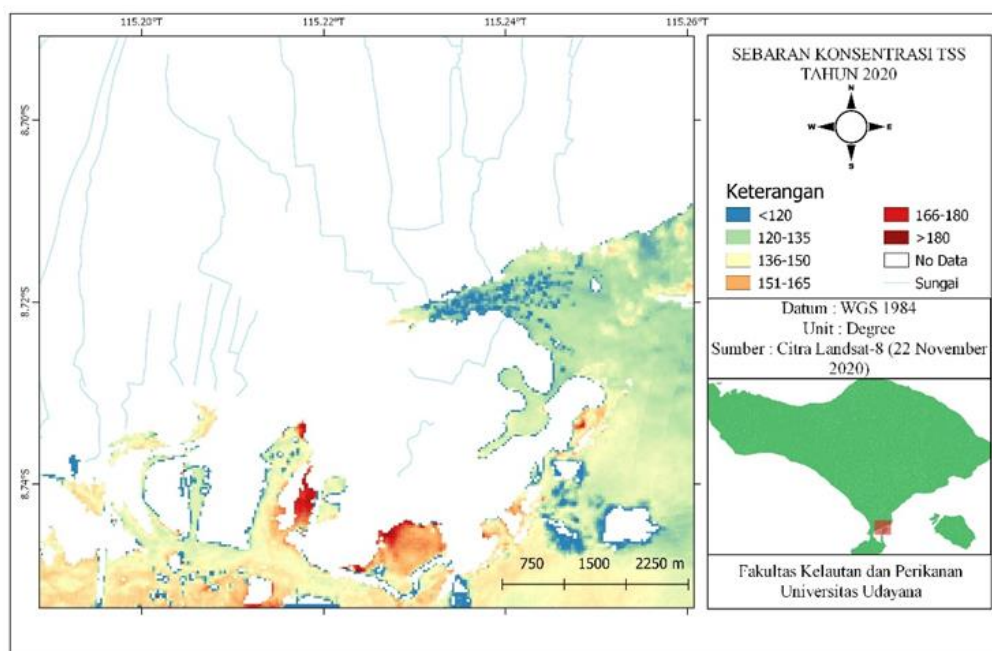 115.20°T 115.22°T 115.24°T 115.26°T
8.70°S
8.72°S
8.74°S
750 1500 2250 m
SEBARAN KONSENTRASI TSS
TAHUN 2020
N
W E
S
Keterangan
<120 166-180
120-135 >180
136-150 No Data
151-165 Sungai
Datum : WGS 1984
Unit : Degree
Sumber : Citra Landsat-8 (22 November
2020)
Fakultas Kelautan dan Perikanan
Universitas Udayana